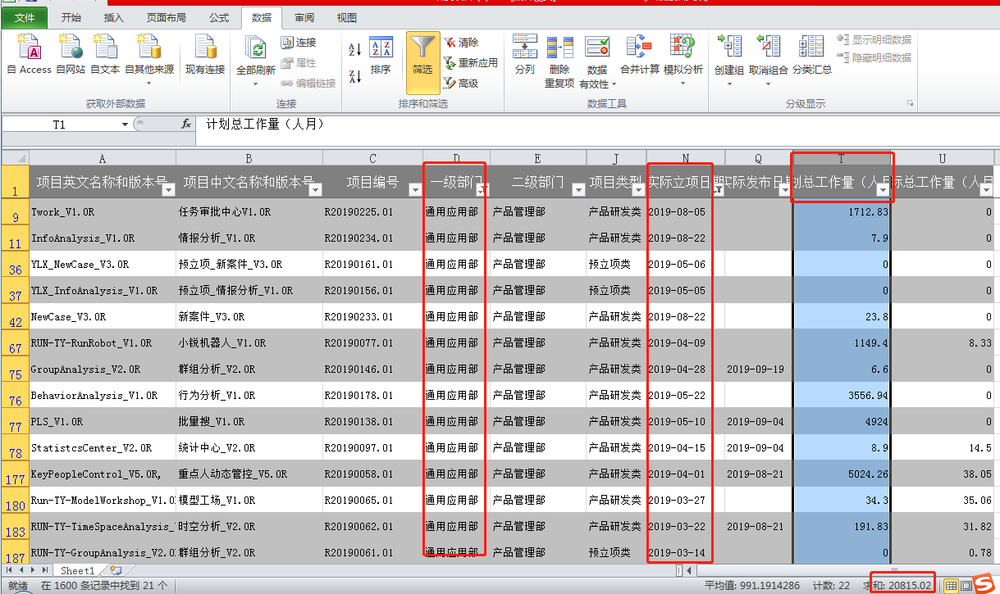 文件 开始 插入 页面布局 公式 数据 审阅 视图
自 Access 自网站 自文本 自其他来源 现有连接 全部刷新 连接 属性 编辑链接 排序 筛选 清除 重新应用 高级 分列 删除重复项 数据有效性 合并计算 模拟分析 创建组 取消组合 分类汇总 显示明细数据 隐藏明细数据
获取外部数据 连接 排序和筛选 数据工具 分级显示
T1 fx 计划总工作量（人月）
A B C D E J N Q T U
1 项目英文名称和版本号 项目中文名称和版本号 项目编号 一级部门 二级部门 项目类型 实际立项日期 实际发布日 划总工作量（人月 际总工作量（人月
9 Twork_V1.0R 任务审批中心V1.0R R20190225.01 通用应用部 产品管理部 产品研发类 2019-08-05 1712.83 0
11 InfoAnalysis_V1.0R 情报分析_V1.0R R20190234.01 通用应用部 产品管理部 产品研发类 2019-08-22 7.9 0
36 YLX_NewCase_V3.0R 预立项_新案件_V3.0R R20190161.01 通用应用部 产品管理部 预立项类 2019-05-06 0 0
37 YLX_InfoAnalysis_V1.0R 预立项_情报分析_V1.0R R20190156.01 通用应用部 产品管理部 预立项类 2019-05-05 0 0
42 NewCase_V3.0R 新案件_V3.0R R20190233.01 通用应用部 产品管理部 产品研发类 2019-08-22 23.8 0
67 RUN-TY-RunRobot_V1.0R 小锐机器人_V1.0R R20190077.01 通用应用部 产品管理部 产品研发类 2019-04-09 1149.4 8.33
75 GroupAnalysis_V2.0R 群组分析_V2.0R R20190146.01 通用应用部 产品管理部 产品研发类 2019-04-28 2019-09-19 6.6 0
76 BehaviorAnalysis_V1.0R 行为分析_V1.0R R20190178.01 通用应用部 产品管理部 产品研发类 2019-05-22 3556.94 0
77 PLS_V1.0R 批量搜_V1.0R R20190138.01 通用应用部 产品管理部 产品研发类 2019-05-10 2019-09-04 4924 0
78 StatistcsCenter_V2.0R 统计中心_V2.0R R20190097.01 通用应用部 产品管理部 产品研发类 2019-04-15 2019-09-04 8.9 14.5
177 KeyPeopleControl_V5.0R, 重点人动态管控_V5.0R R20190058.01 通用应用部 产品管理部 产品研发类 2019-04-01 2019-08-21 5024.26 38.05
180 Run-TY-ModelWorkshop_V1.0 模型工场_V1.0R R20190065.01 通用应用部 产品管理部 产品研发类 2019-03-27 34.3 35.06
183 RUN-TY-TimeSpaceAnalysis_ 时空分析_V2.0R R20190062.01 通用应用部 产品管理部 产品研发类 2019-03-22 2019-08-21 191.83 31.82
187 RUN-TY-GroupAnalysis_V2.0 群组分析_V2.0R R20190061.01 通用应用部 产品管理部 预立项类 2019-03-14 0 0.78
Sheet1
就绪 在 1600 条记录中找到 21 个 平均值: 991.1914286 计数: 22 求和: 20815.02